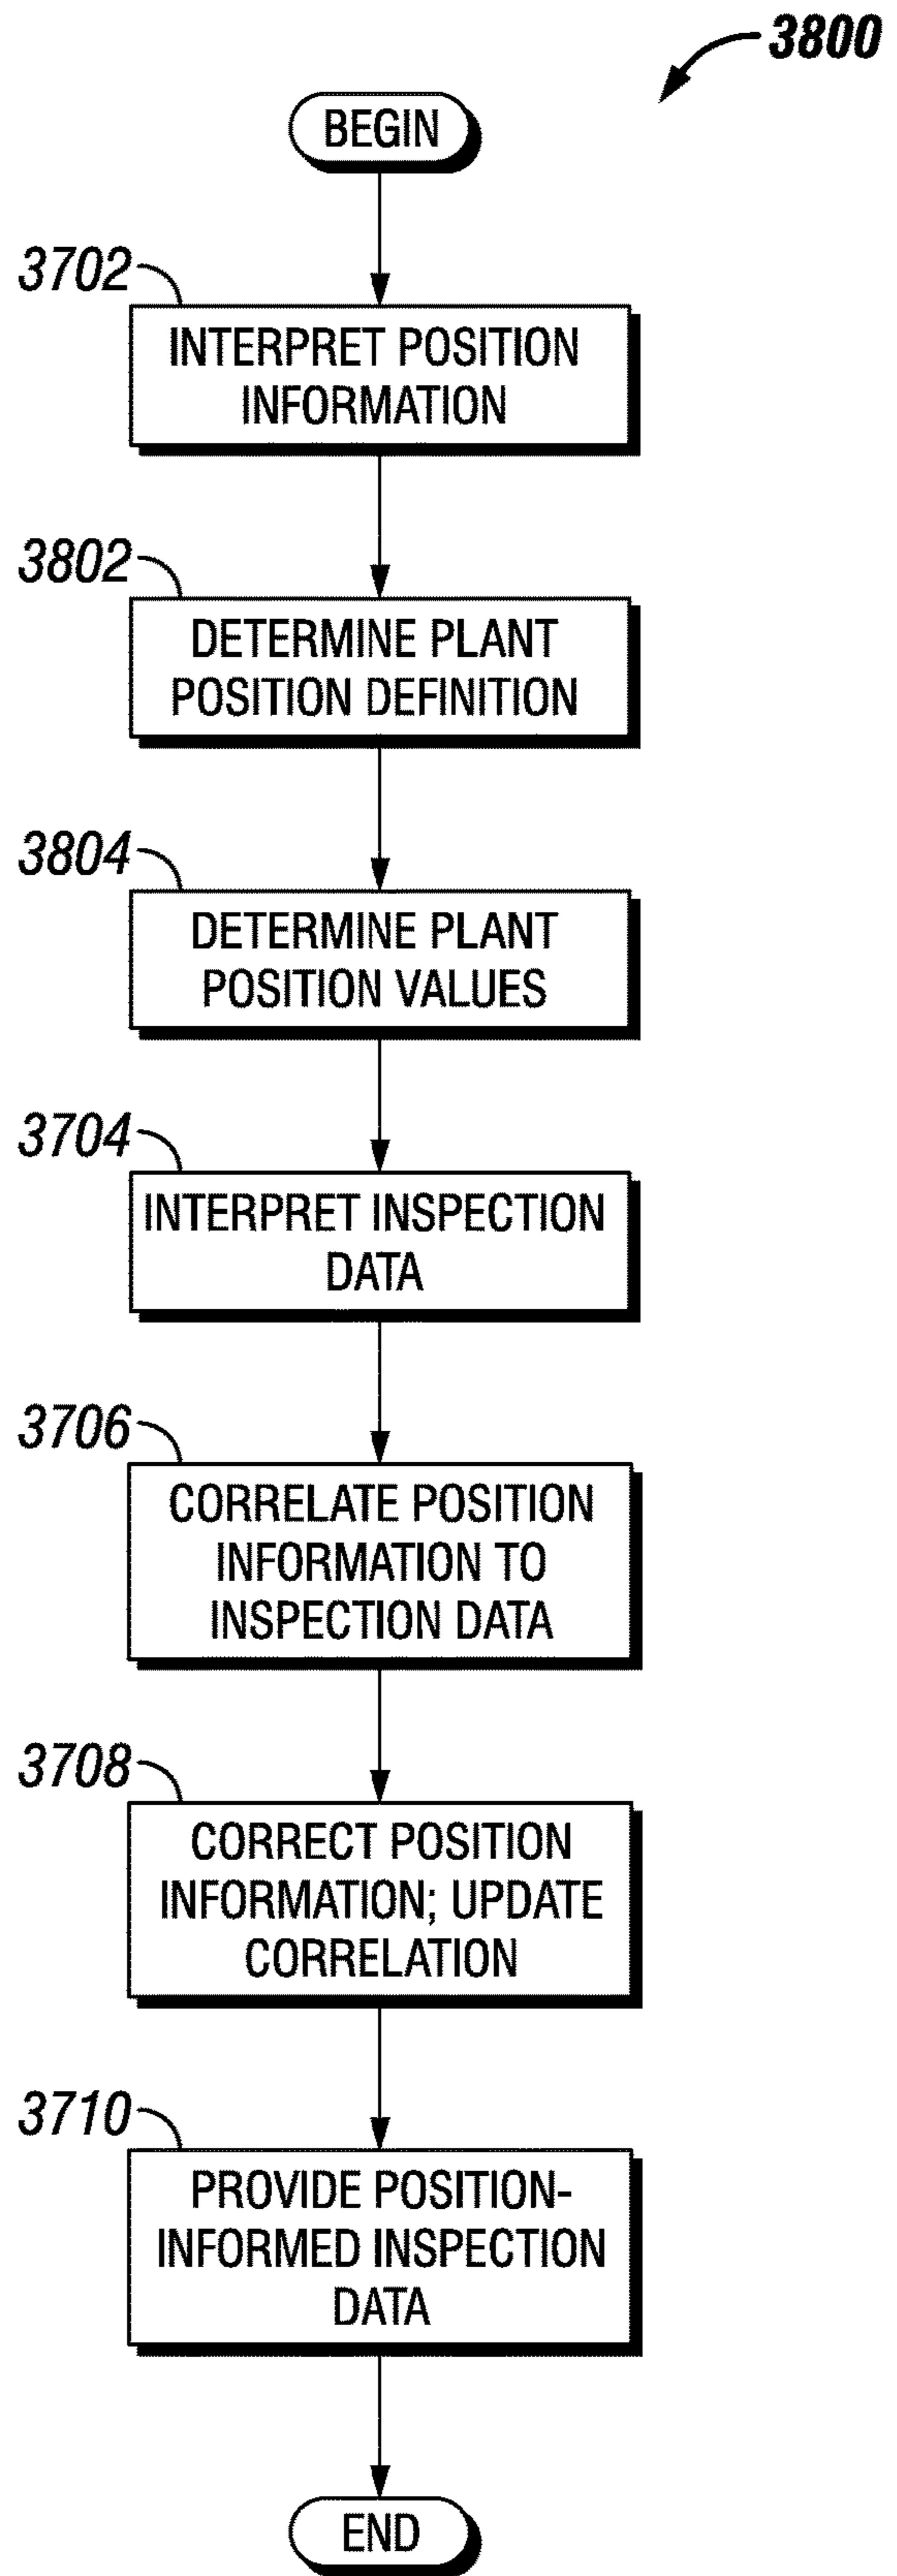 3800
BEGIN
3702
INTERPRET POSITION
INFORMATION
3802
DETERMINE PLANT
POSITION DEFINITION
3804
DETERMINE PLANT
POSITION VALUES
3704
INTERPRET INSPECTION
DATA
3706
CORRELATE POSITION
INFORMATION TO
INSPECTION DATA
3708
CORRECT POSITION
INFORMATION; UPDATE
CORRELATION
3710
PROVIDE POSITION-
INFORMED INSPECTION
DATA
END